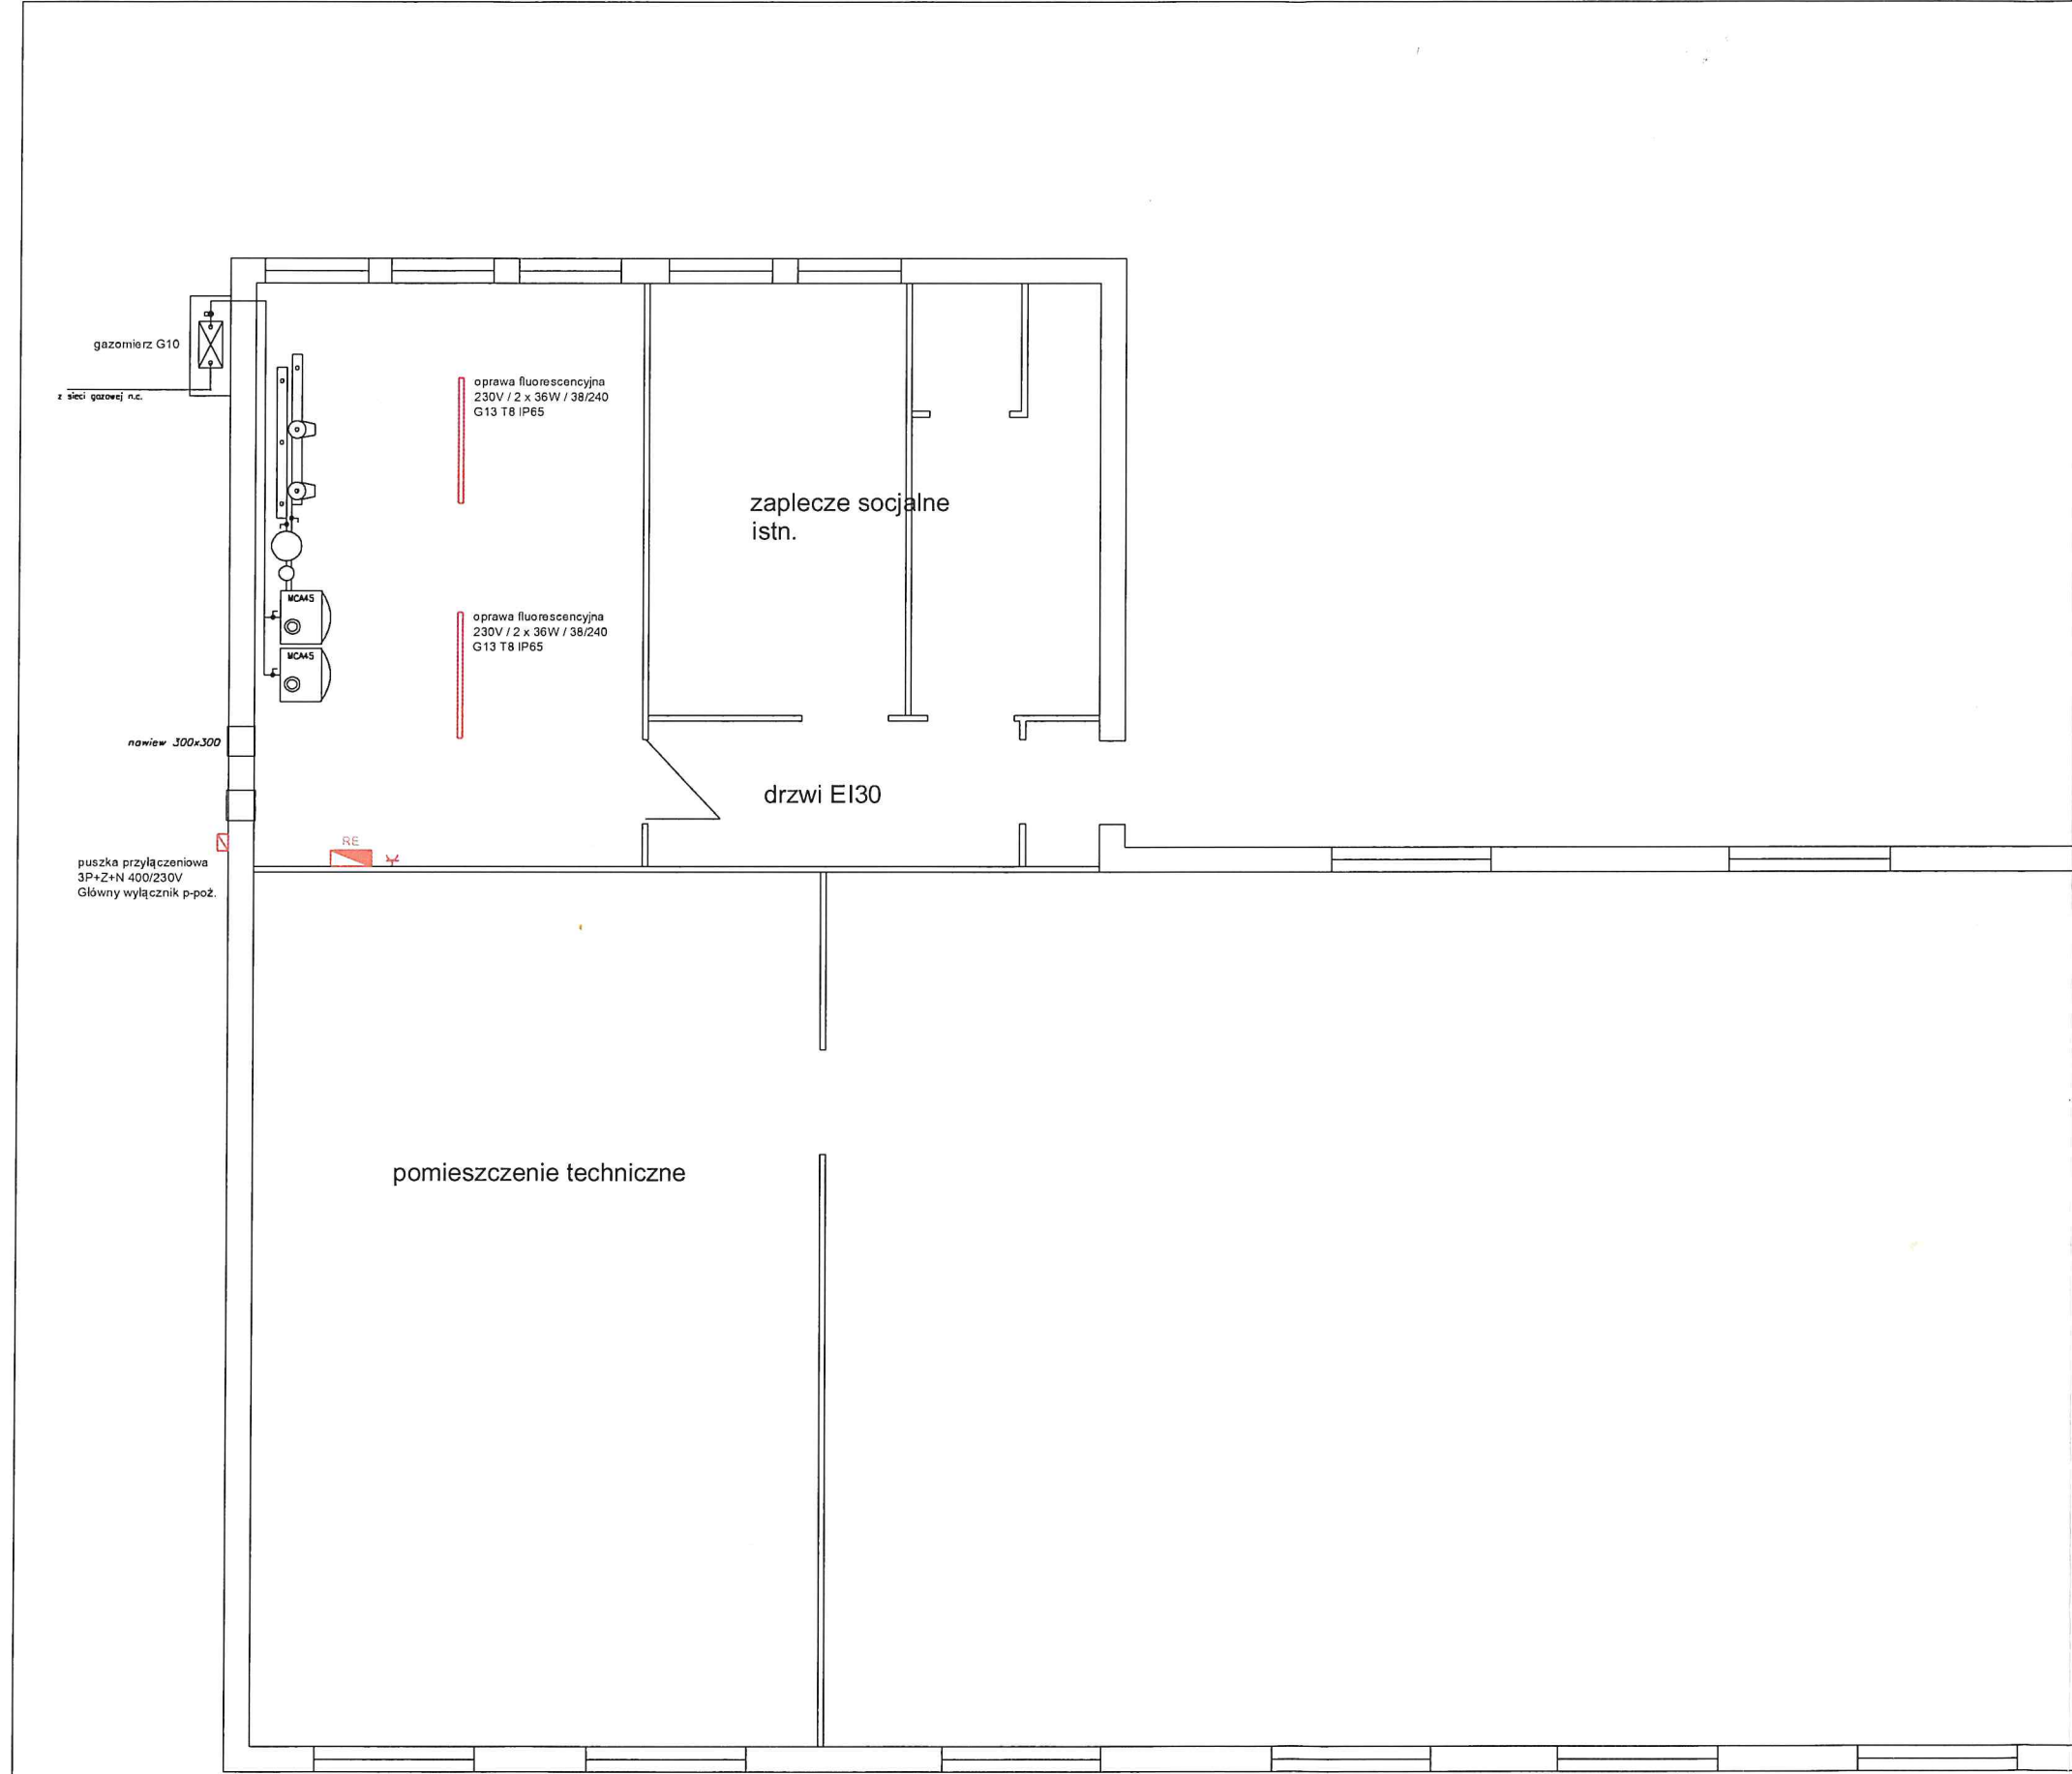 gazomierz G10
z sieci gazowej n.c.
oprawa fluorescencyjna
230V / 2 x 36W / 38/240
G13 T8 IP65
zaplecze socjalne
istn.
MCA45
oprawa fluorescencyjna
230V / 2 x 36W / 38/240
G13 T8 IP65
MCA45
nawiew 300x300
drzwi EI30
RE
puszka przyłączeniowa
3P+Z+N 400/230V
Główny wyłącznik p-poż.
pomieszczenie techniczne